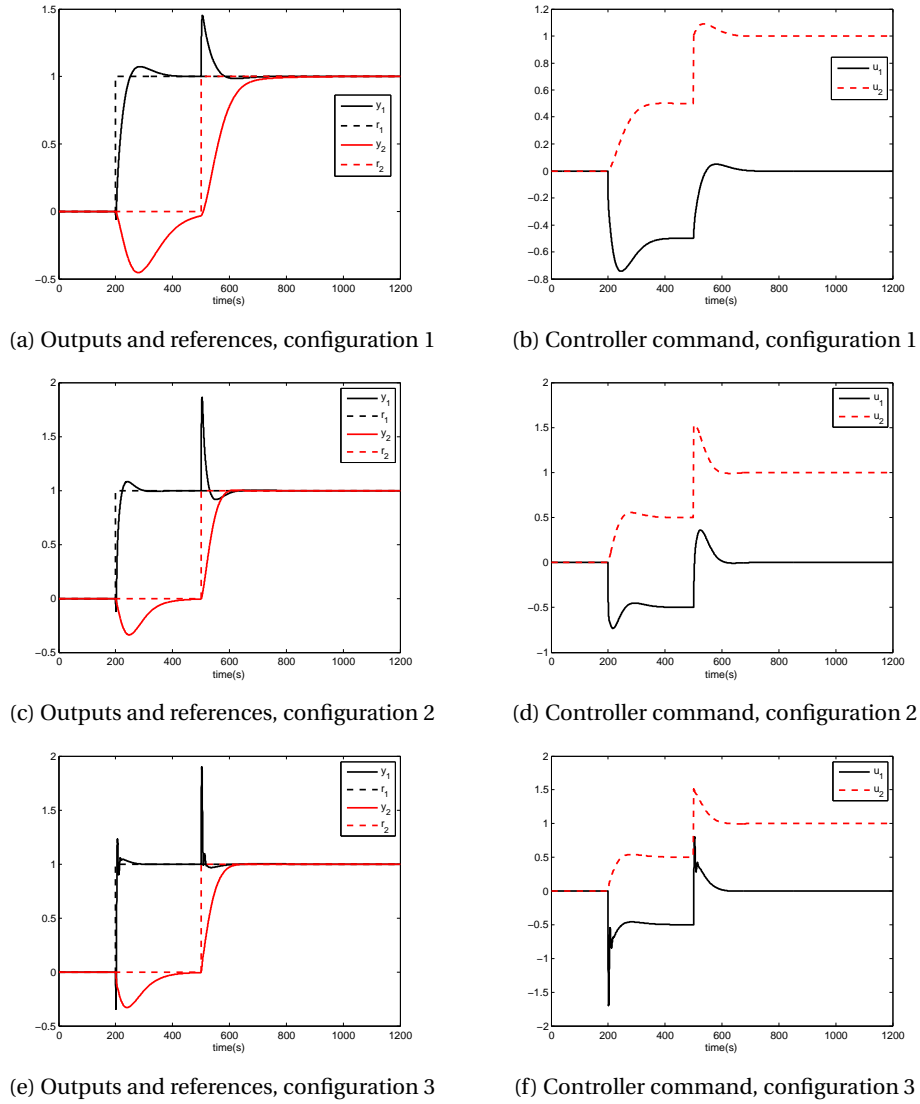 1.5
1
0.5
0
−0.5
0 200 400 600 800 1000 1200
time(s)
y1
r1
y2
r2
(a) Outputs and references, configuration 1
1.2
1
0.8
0.6
0.4
0.2
0
−0.2
−0.4
−0.6
−0.8
0 200 400 600 800 1000 1200
time(s)
u1
u2
(b) Controller command, configuration 1
2
1.5
1
0.5
0
−0.5
0 200 400 600 800 1000 1200
time(s)
y1
r1
y2
r2
(c) Outputs and references, configuration 2
2
1.5
1
0.5
0
−0.5
−1
0 200 400 600 800 1000 1200
time(s)
u1
u2
(d) Controller command, configuration 2
2
1.5
1
0.5
0
−0.5
0 200 400 600 800 1000 1200
time(s)
y1
r1
y2
r2
(e) Outputs and references, configuration 3
2
1.5
1
0.5
0
−0.5
−1
−1.5
−2
0 200 400 600 800 1000 1200
time(s)
u1
u2
(f) Controller command, configuration 3